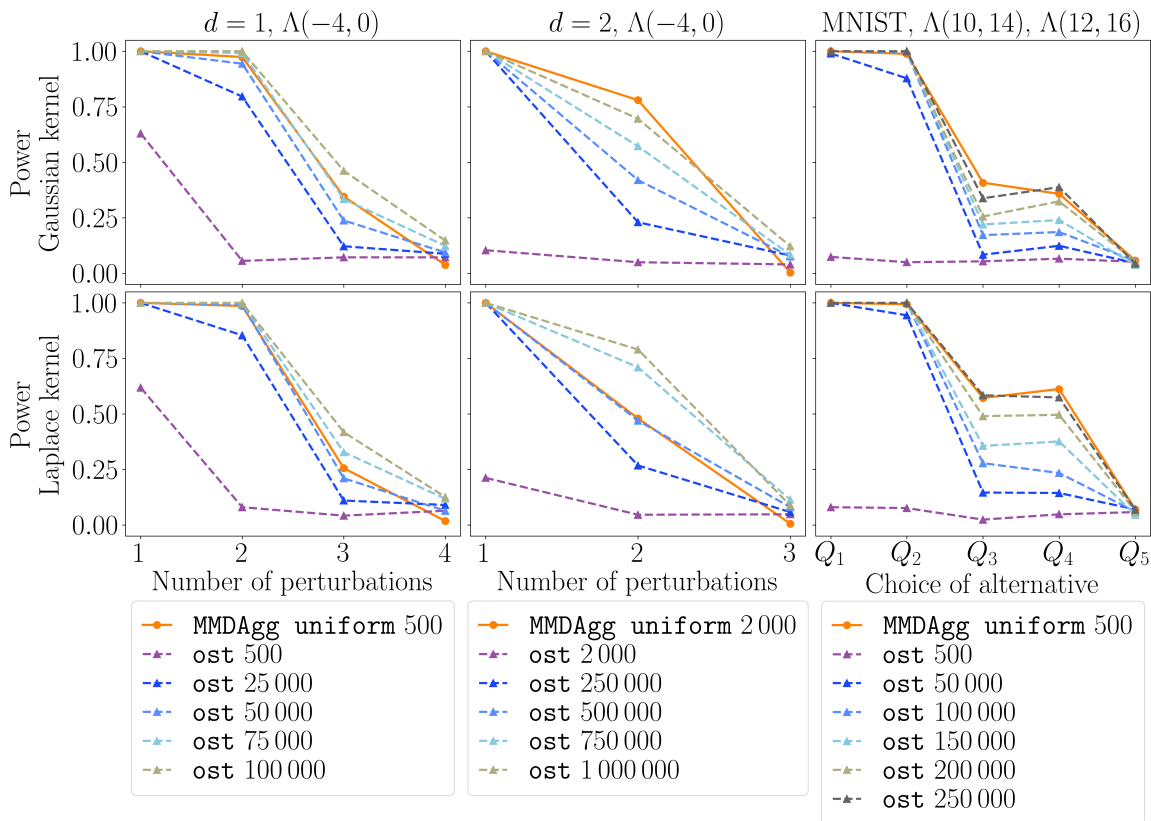 d = 1, Λ(−4, 0)
d = 2, Λ(−4, 0)
MNIST, Λ(10, 14), Λ(12, 16)
Power
Gaussian kernel
1.00
0.75
0.50
0.25
0.00
Power
Laplace kernel
1.00
0.75
0.50
0.25
0.00
1 2 3 4
Number of perturbations
1 2 3
Number of perturbations
Q1 Q2 Q3 Q4 Q5
Choice of alternative
MMDAgg uniform 500
ost 500
ost 25 000
ost 50 000
ost 75 000
ost 100 000
MMDAgg uniform 2 000
ost 2 000
ost 250 000
ost 500 000
ost 750 000
ost 1 000 000
MMDAgg uniform 500
ost 500
ost 50 000
ost 100 000
ost 150 000
ost 200 000
ost 250 000